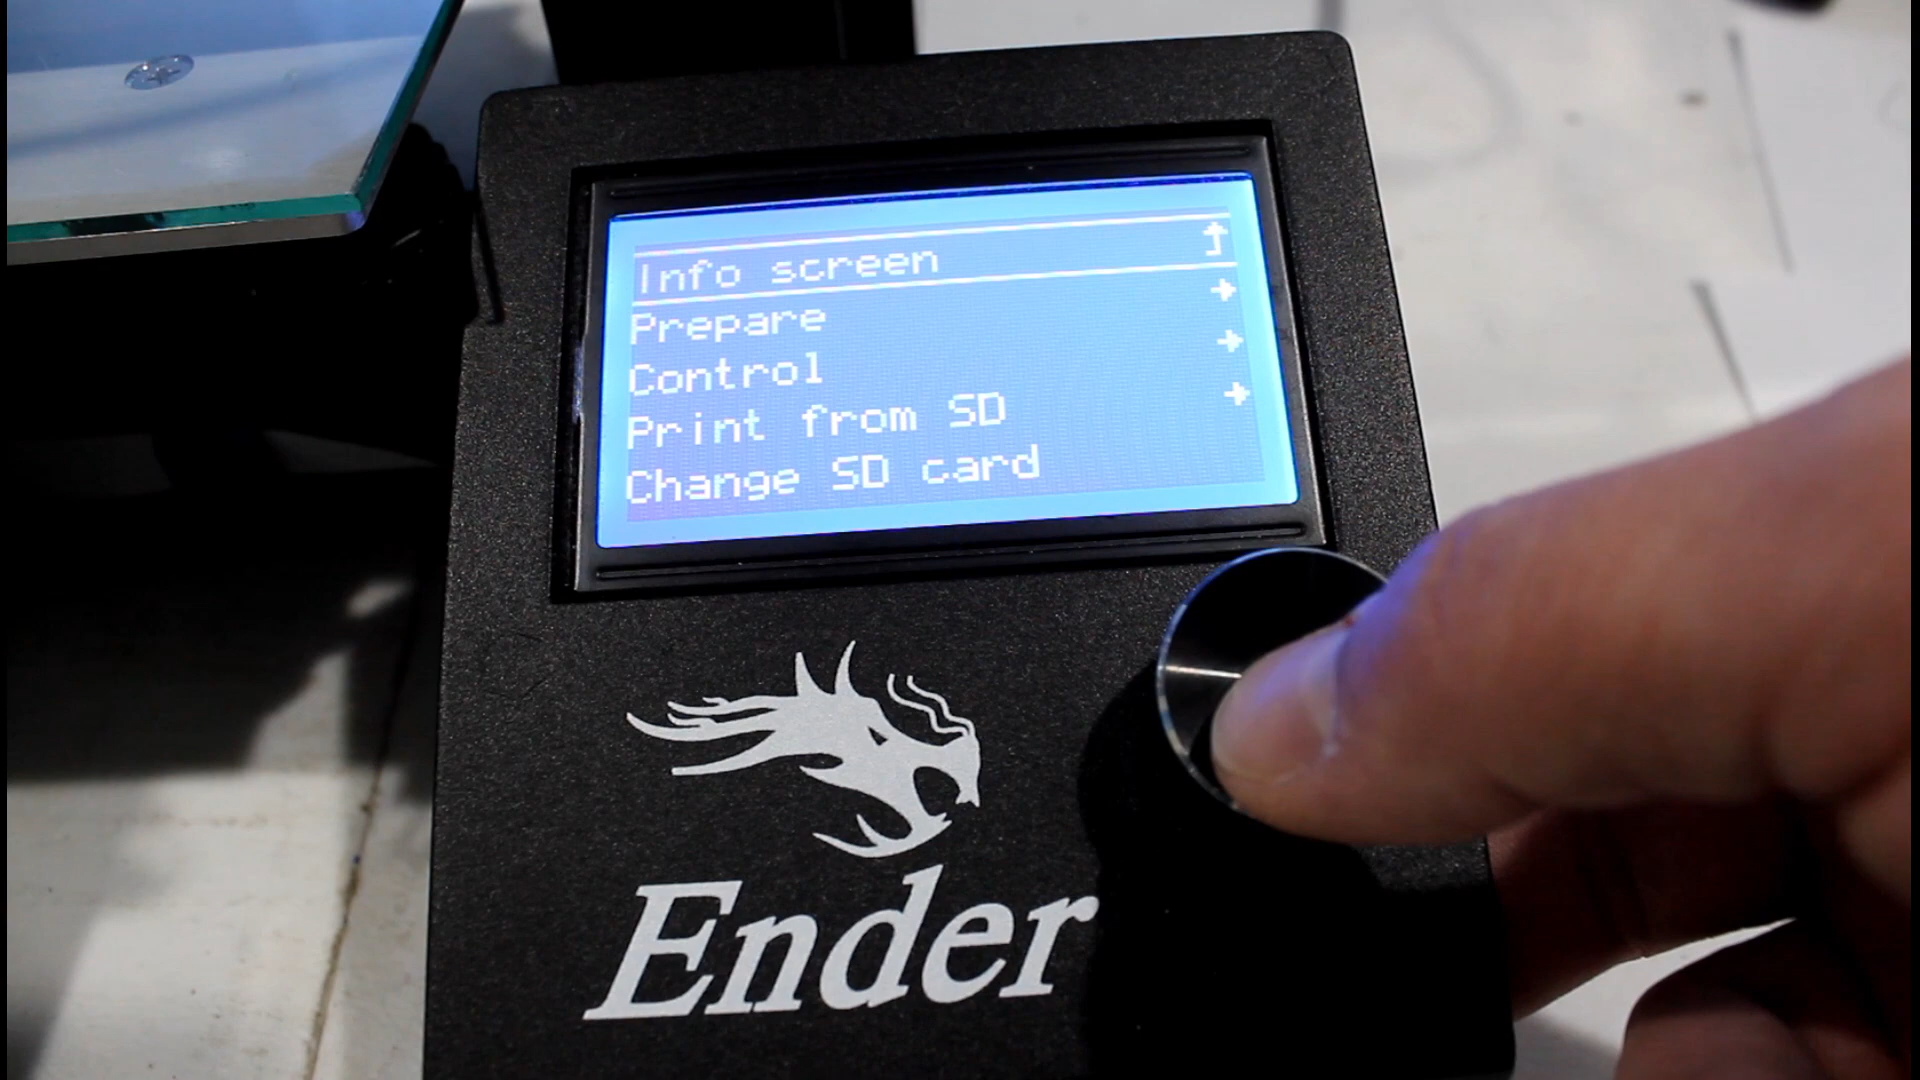 Info screen
Prepare
Control
Print from SD
Change SD card
Ender